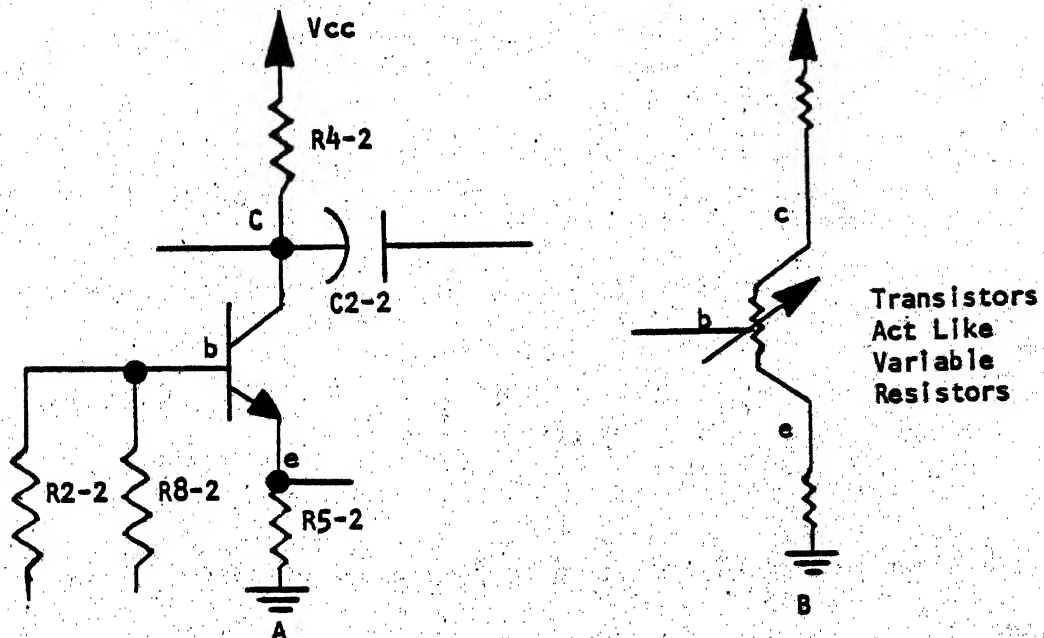 Vcc
R4-2
C
C2-2
b
e
R2-2
R8-2
R5-2
A
c
b
Transistors
Act Like
Variable
Resistors
e
B